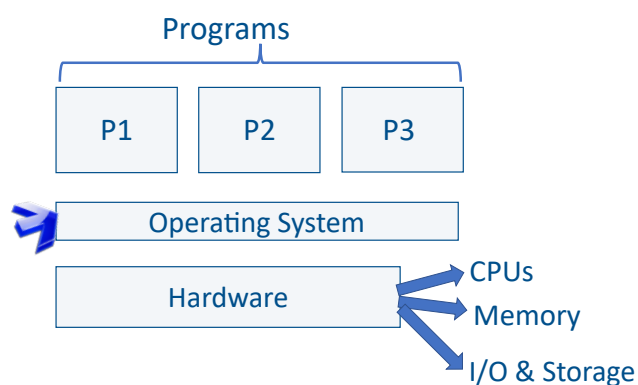 Programs
P1
P2
P3
Operating System
Hardware
CPUs
Memory
I/O & Storage